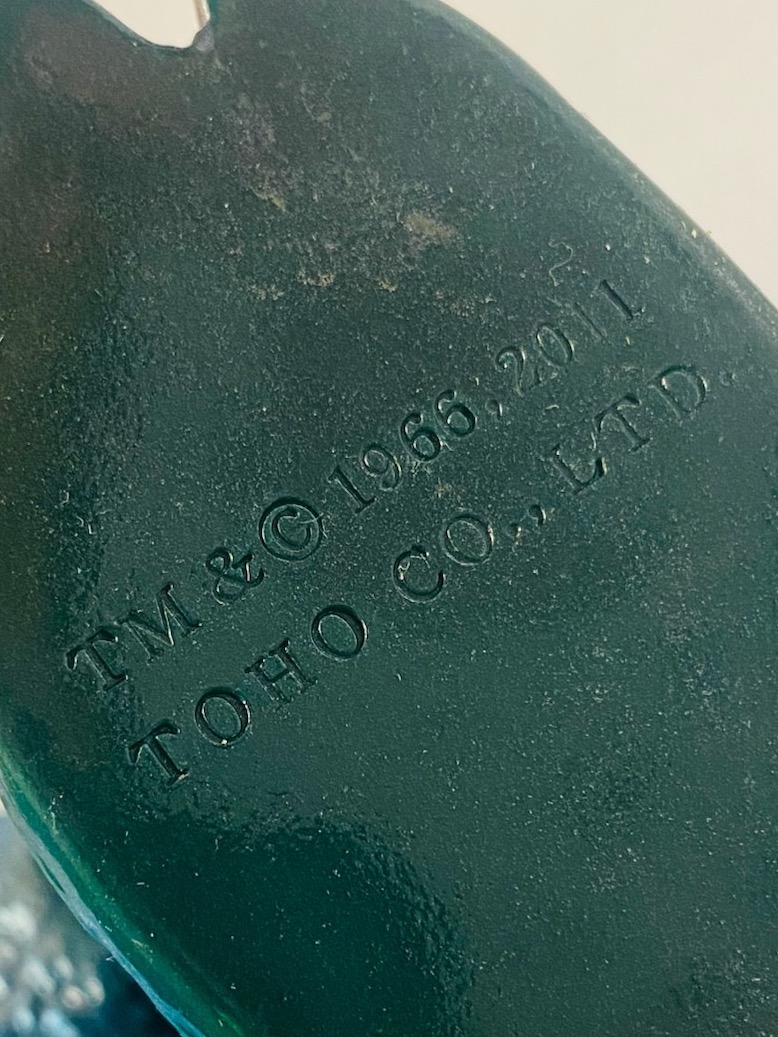 TM & © 1966, 2011
TOHO CO., LTD.